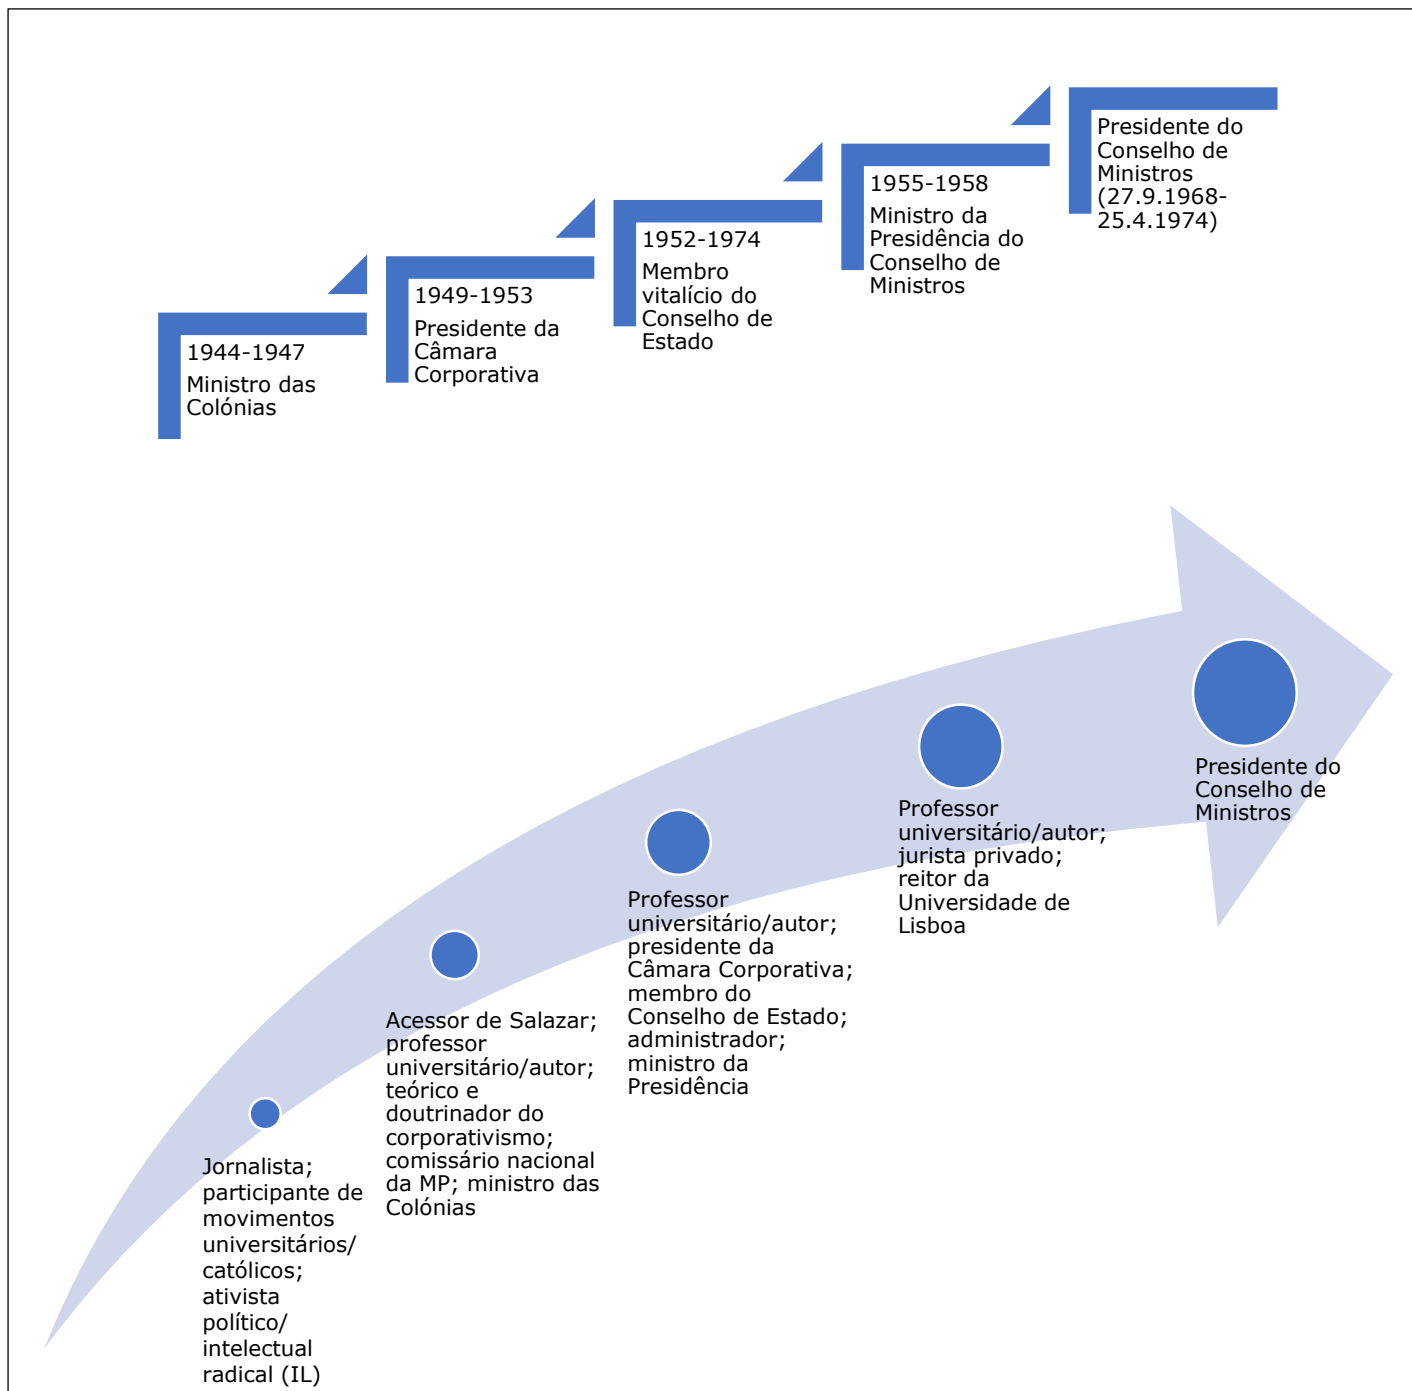 1944-1947
Ministro das
Colónias
1949-1953
Presidente da
Câmara
Corporativa
1952-1974
Membro
vitalício do
Conselho de
Estado
1955-1958
Ministro da
Presidência do
Conselho de
Ministros
Presidente do
Conselho de
Ministros
(27.9.1968-
25.4.1974)
Jornalista;
participante de
movimentos
universitários/
católicos;
ativista
político/
intelectual
radical (IL)
Acessor de Salazar;
professor
universitário/autor;
teórico e
doutrinador do
corporativismo;
comissário nacional
da MP; ministro das
Colónias
Professor
universitário/autor;
presidente da
Câmara Corporativa;
membro do
Conselho de Estado;
administrador;
ministro da
Presidência
Professor
universitário/autor;
jurista privado;
reitor da
Universidade de
Lisboa
Presidente do
Conselho de
Ministros